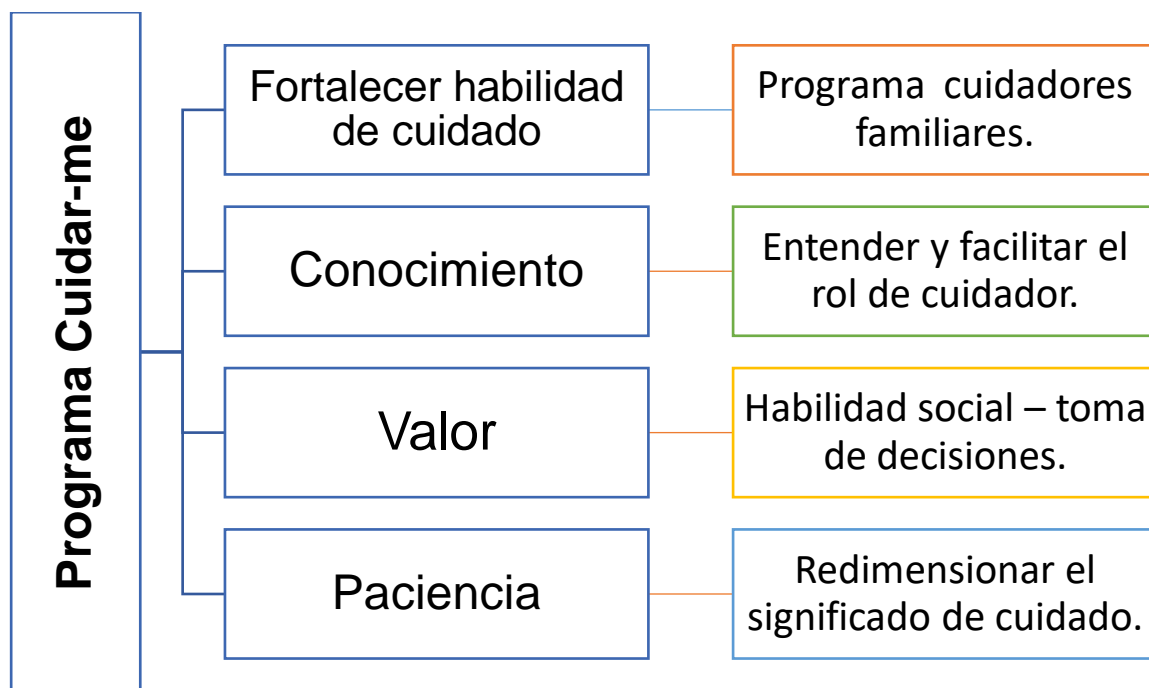 Programa Cuidar-me
Fortalecer habilidad
de cuidado
Programa cuidadores
familiares.
Conocimiento
Entender y facilitar el
rol de cuidador.
Valor
Habilidad social – toma
de decisiones.
Paciencia
Redimensionar el
significado de cuidado.